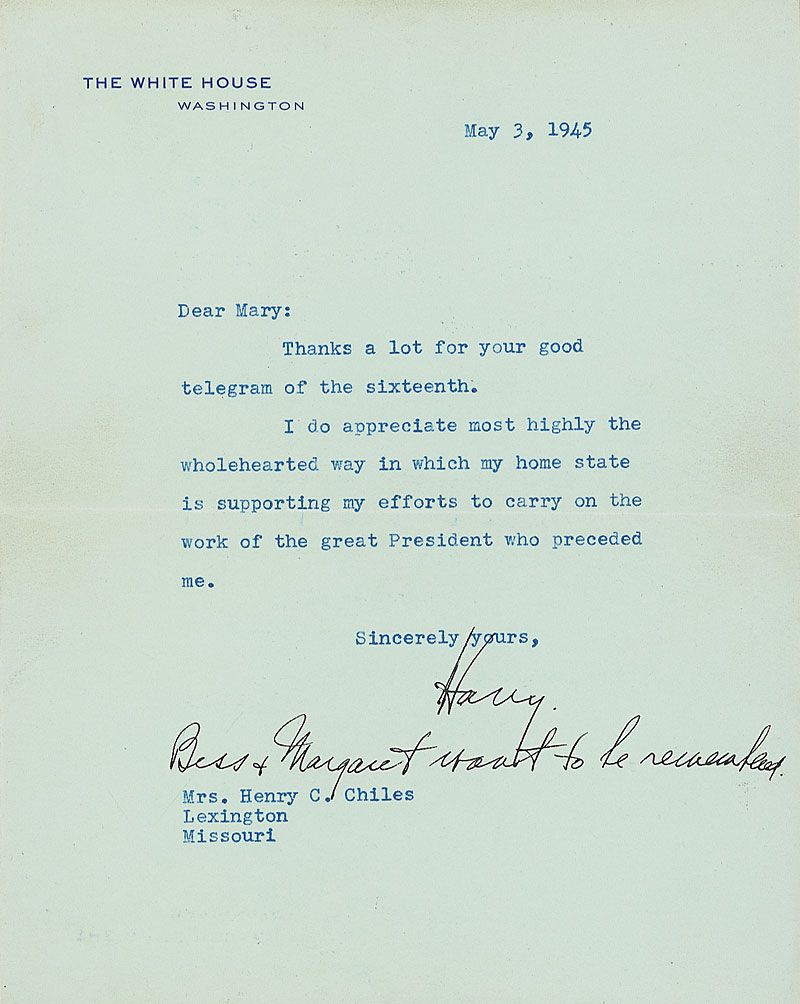 THE WHITE HOUSE
WASHINGTON
May 3, 1945
Dear Mary:
Thanks a lot for your good
telegram of the sixteenth.
I do appreciate most highly the
wholehearted way in which my home state
is supporting my efforts to carry on the
work of the great President who preceded
me.
Sincerely yours,
Harry.
Bess & Margaret want to be remembered.
Mrs. Henry C. Chiles
Lexington
Missouri